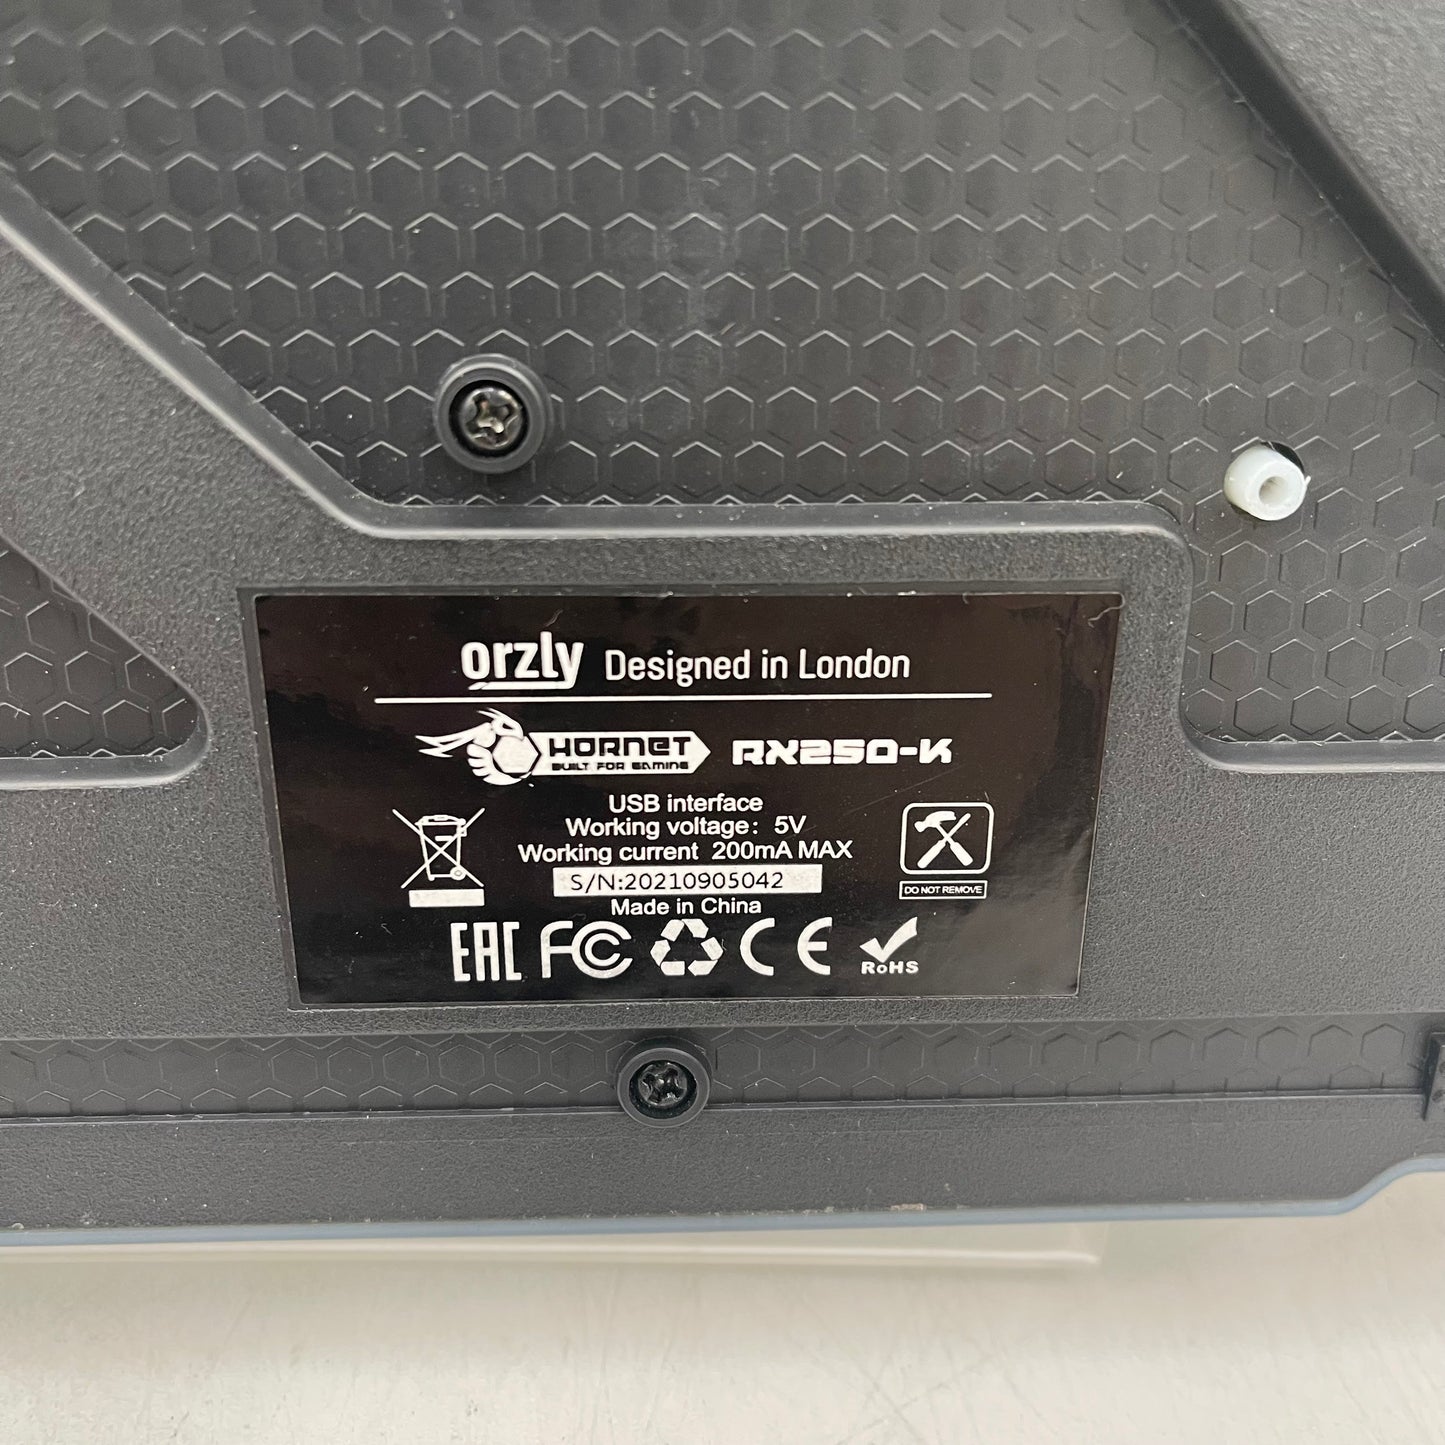 orzly Designed in London
HORNET RX250-K
BUILT FOR GAMING
USB interface
Working voltage: 5V
Working current 200mA MAX
S/N:20210905042
DO NOT REMOVE
Made in China
EAC FC CE RoHS